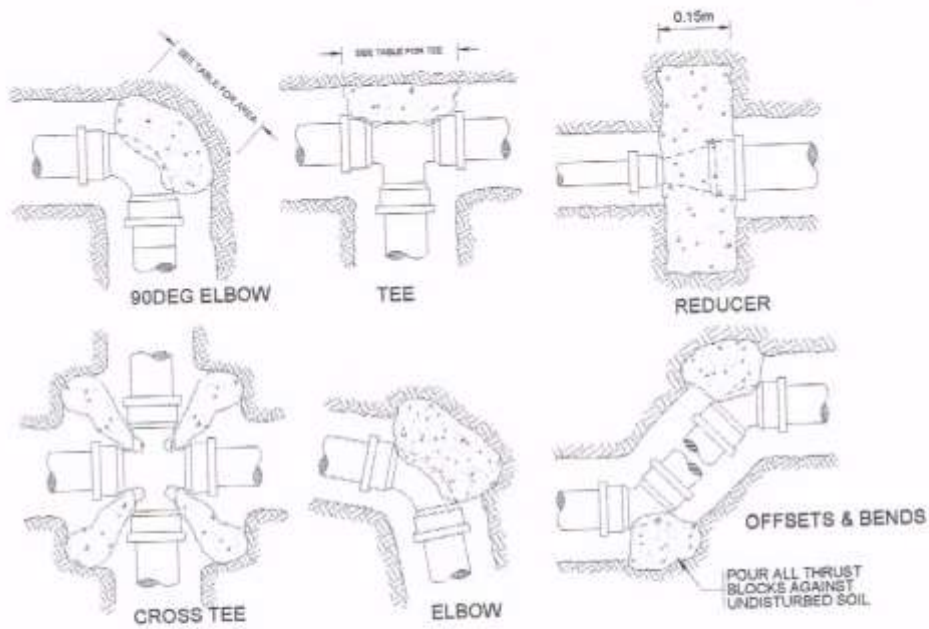 SEE TABLE FOR AREA
SEE TABLE FOR TEE
0.15m
90DEG ELBOW
TEE
REDUCER
CROSS TEE
ELBOW
OFFSETS & BENDS
POUR ALL THRUST
BLOCKS AGAINST
UNDISTURBED SOIL